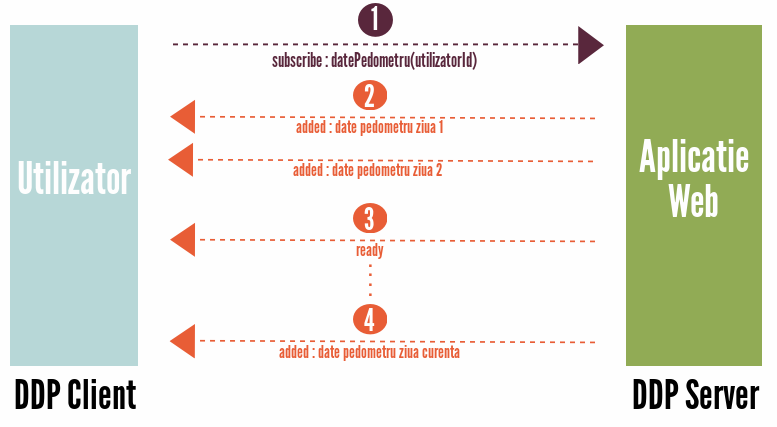 1
subscribe : datePedometru(utilizatorId)
2
added : date pedometru ziua 1
added : date pedometru ziua 2
Utilizator
Aplicatie
Web
3
ready
4
added : date pedometru ziua curenta
DDP Client
DDP Server